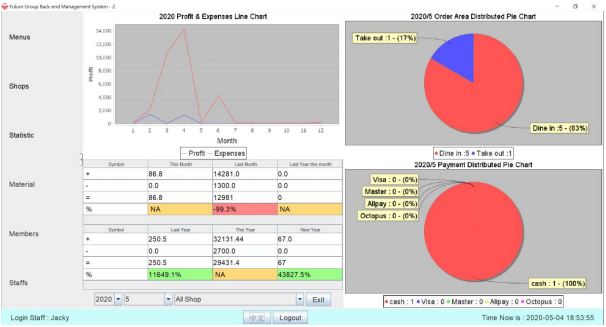 Fulum Group Back-end Management System - 2
Menus
Shops
Statistic
Material
Members
Staffs
2020 Profit & Expenses Line Chart
Profit
14,000
12,000
10,000
8,000
6,000
4,000
2,000
0
1 2 3 4 5 6 7 8 9 10 11 12
Month
Profit Expenses
2020/5 Order Area Distributed Pie Chart
Take out :1 - (17%)
Dine in :5 - (83%)
Dine in :5 Take out :1
Symbol This Month Last Month Last Year this month
+ 86.8 14281.0 0.0
- 0.0 1300.0 0.0
= 86.8 12981 0
% NA -99.3% NA
Symbol Last Year This Year Next Year
+ 250.5 32131.44 67.0
- 0.0 2700.0 0.0
= 250.5 29431.4 67
% 11649.1% NA 43827.5%
2020/5 Payment Distributed Pie Chart
Visa : 0 - (0%)
Master : 0 - (0%)
Alipay : 0 - (0%)
Octopus : 0 - (0%)
cash : 1 - (100%)
cash : 1 Visa : 0 Master : 0 Alipay : 0 Octopus : 0
2020 5 All Shop Exit
Login Staff : Jacky 中文 Logout Time Now is : 2020-05-04 18:53:55